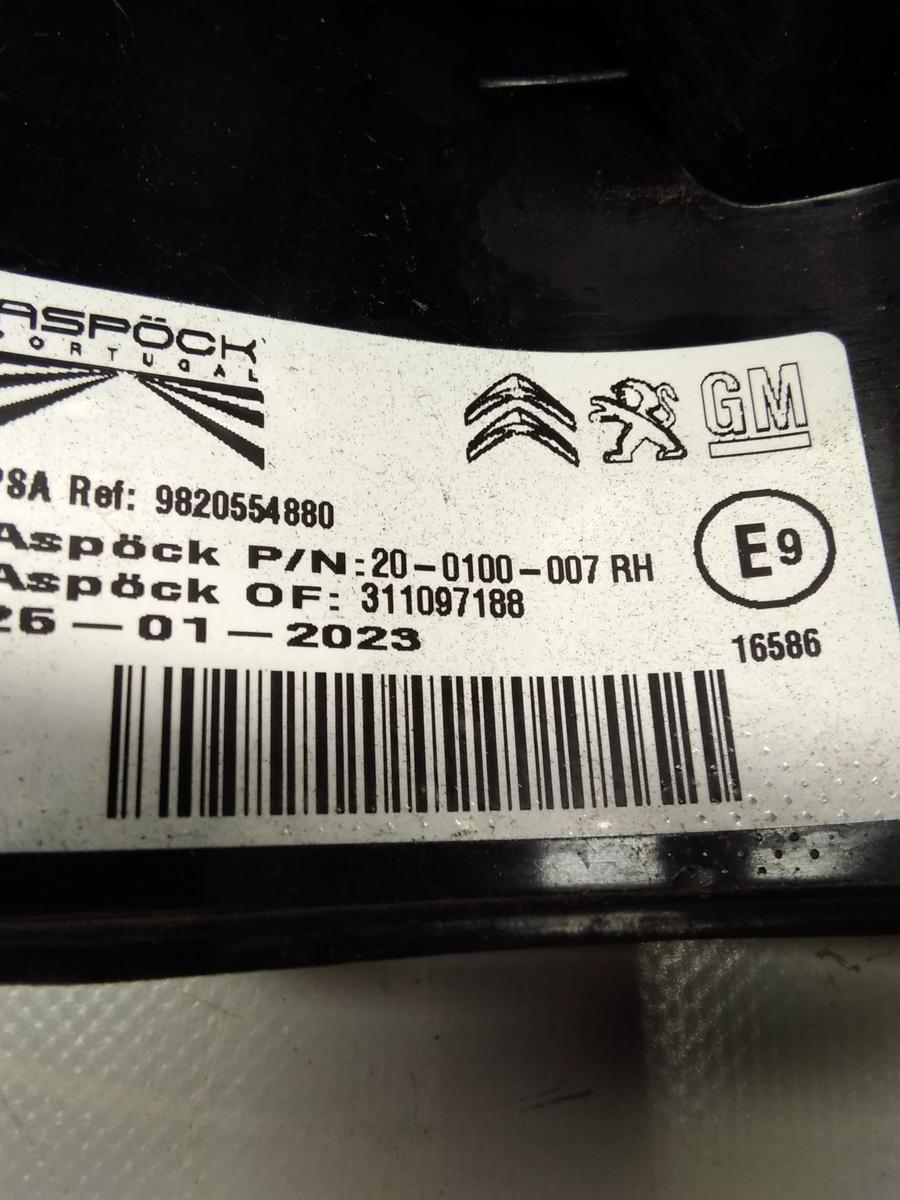 ASPÖCK
PORTUGAL
GM
PSA Ref: 9820554880
Aspöck P/N:20-0100-007 RH
E9
Aspöck OF: 311097188
26-01-2023
16586